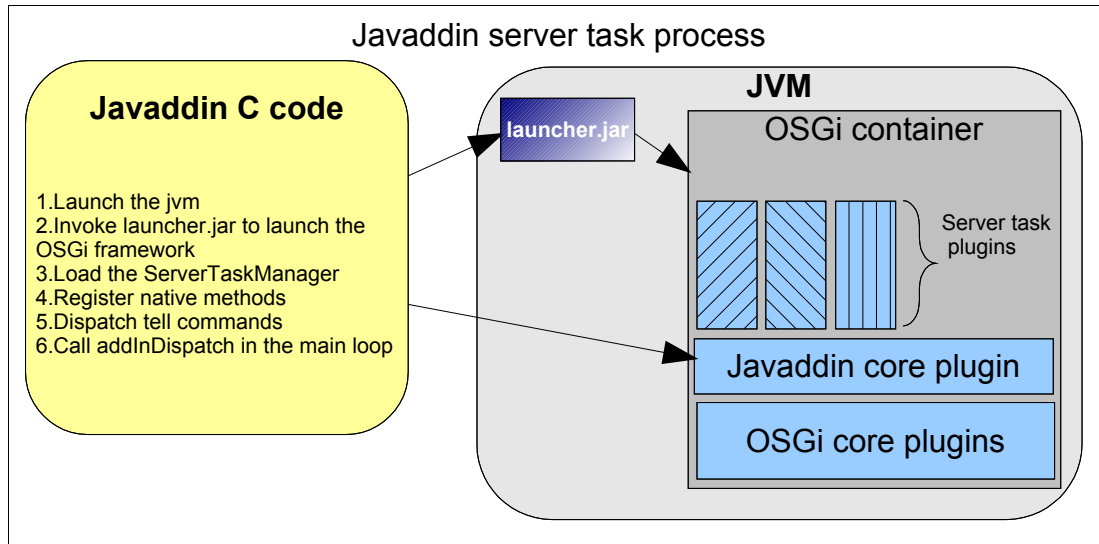 Javaddin server task process
Javaddin C code
1.Launch the jvm
2.Invoke launcher.jar to launch the
OSGi framework
3.Load the ServerTaskManager
4.Register native methods
5.Dispatch tell commands
6.Call addInDispatch in the main loop
JVM
launcher.jar
OSGi container
Server task
plugins
Javaddin core plugin
OSGi core plugins